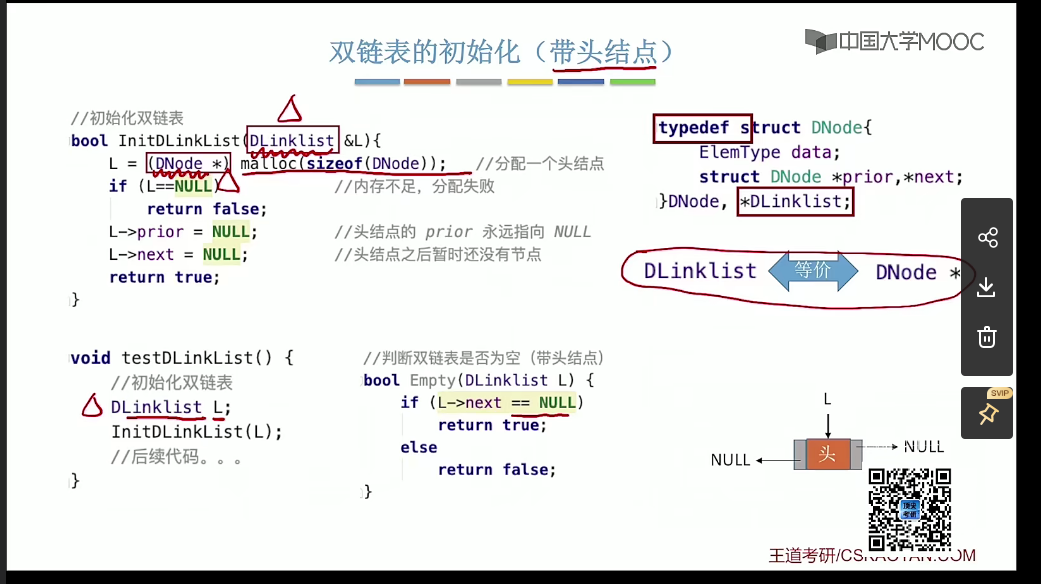 双链表的初始化（带头结点）
中国大学MOOC
//初始化双链表
bool InitDLinkList(DLinklist &L){
L = (DNode *) malloc(sizeof(DNode)); //分配一个头结点
if (L==NULL) //内存不足，分配失败
return false;
L->prior = NULL; //头结点的 prior 永远指向 NULL
L->next = NULL; //头结点之后暂时还没有节点
return true;
}
typedef struct DNode{
ElemType data;
struct DNode *prior,*next;
}DNode, *DLinklist;
DLinklist 等价 DNode *
void testDLinkList() {
//初始化双链表
DLinklist L;
InitDLinkList(L);
//后续代码。。。
}
//判断双链表是否为空（带头结点）
bool Empty(DLinklist L) {
if (L->next == NULL)
return true;
else
return false;
}
SVIP
L
NULL 头 NULL
王道考研/CSKAOYAN.COM